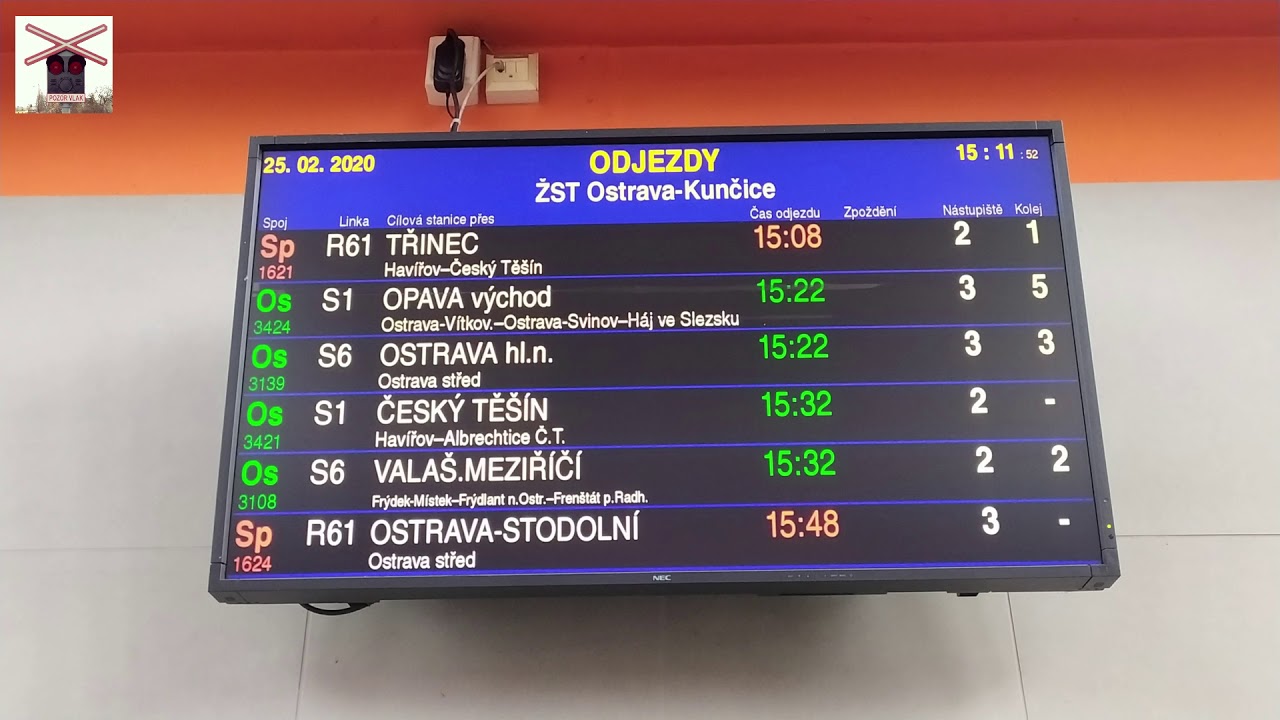 POZOR VLAK
25. 02. 2020 ODJEZDY 15 : 11 : 52
ŽST Ostrava-Kunčice
Spoj Linka Cílová stanice přes Čas odjezdu Zpoždění Nástupiště Kolej
Sp R61 TŘINEC 15:08 2 1
1621 Havířov–Český Těšín
Os S1 OPAVA východ 15:22 3 5
3424 Ostrava-Vítkov.–Ostrava-Svinov–Háj ve Slezsku
Os S6 OSTRAVA hl.n. 15:22 3 3
3139 Ostrava střed
Os S1 ČESKÝ TĚŠÍN 15:32 2 -
3421 Havířov–Albrechtice Č.T.
Os S6 VALAŠ.MEZIŘÍČÍ 15:32 2 2
3108 Frýdek-Místek–Frýdlant n.Ostr.–Frenštát p.Radh.
Sp R61 OSTRAVA-STODOLNÍ 15:48 3 -
1624 Ostrava střed
NEC